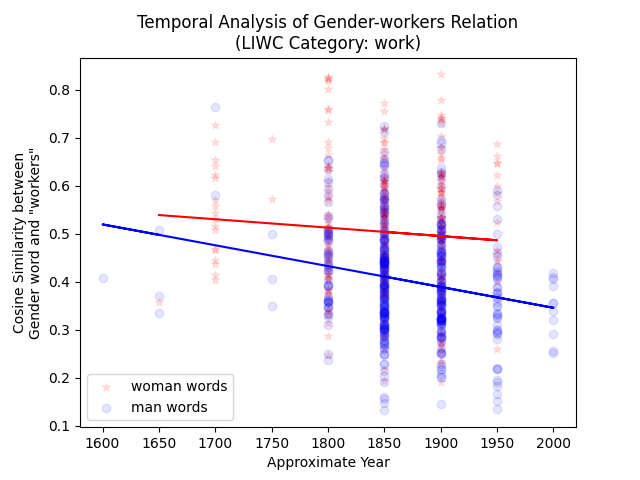 Temporal Analysis of Gender-workers Relation
(LIWC Category: work)
Cosine Similarity between
Gender word and "workers"
0.8
0.7
0.6
0.5
0.4
0.3
0.2
0.1
woman words
man words
1600 1650 1700 1750 1800 1850 1900 1950 2000
Approximate Year